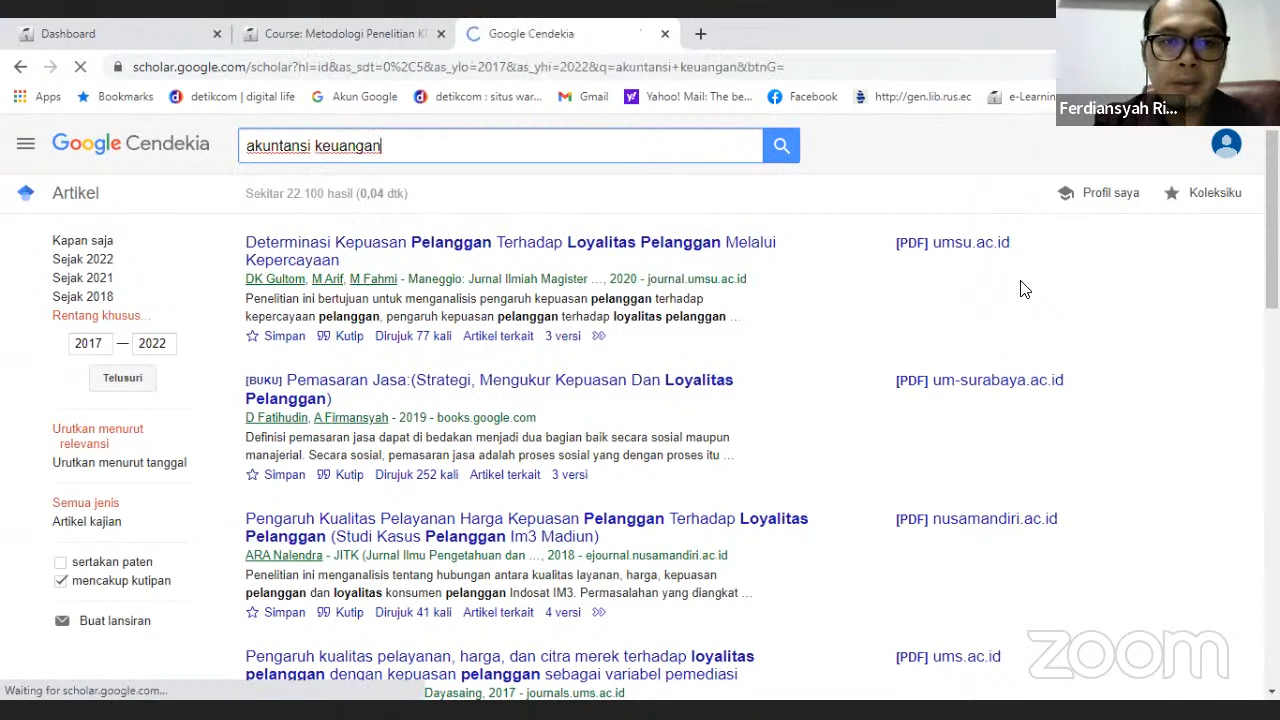 Dashboard
Course: Metodologi Penelitian K
Google Cendekia
scholar.google.com/scholar?hl=id&as_sdt=0%2C5&as_ylo=2017&as_yhi=2022&q=akuntansi+keuangan&btnG=
Apps
Bookmarks
detikcom | digital life
Akun Google
detikcom : situs war...
Gmail
Yahoo! Mail: The be...
Facebook
http://gen.lib.rus.ec
e-Learnin
Ferdiansyah Ri...
Google Cendekia
akuntansi keuangan
Artikel
Sekitar 22.100 hasil (0,04 dtk)
Profil saya
Koleksiku
Kapan saja
Sejak 2022
Sejak 2021
Sejak 2018
Rentang khusus...
2017 — 2022
Telusuri
Urutkan menurut
relevansi
Urutkan menurut tanggal
Semua jenis
Artikel kajian
sertakan paten
mencakup kutipan
Buat lansiran
Determinasi Kepuasan Pelanggan Terhadap Loyalitas Pelanggan Melalui
Kepercayaan
DK Gultom, M Arif, M Fahmi - Maneggio: Jurnal Ilmiah Magister ..., 2020 - journal.umsu.ac.id
Penelitian ini bertujuan untuk menganalisis pengaruh kepuasan pelanggan terhadap
kepercayaan pelanggan, pengaruh kepuasan pelanggan terhadap loyalitas pelanggan ...
Simpan Kutip Dirujuk 77 kali Artikel terkait 3 versi
[PDF] umsu.ac.id
[BUKU] Pemasaran Jasa:(Strategi, Mengukur Kepuasan Dan Loyalitas
Pelanggan)
D Fatihudin, A Firmansyah - 2019 - books.google.com
Definisi pemasaran jasa dapat di bedakan menjadi dua bagian baik secara sosial maupun
manajerial. Secara sosial, pemasaran jasa adalah proses sosial yang dengan proses itu ...
Simpan Kutip Dirujuk 252 kali Artikel terkait 3 versi
[PDF] um-surabaya.ac.id
Pengaruh Kualitas Pelayanan Harga Kepuasan Pelanggan Terhadap Loyalitas
Pelanggan (Studi Kasus Pelanggan Im3 Madiun)
ARA Nalendra - JITK (Jurnal Ilmu Pengetahuan dan ..., 2018 - ejournal.nusamandiri.ac.id
Penelitian ini menganalisis tentang hubungan antara kualitas layanan, harga, kepuasan
pelanggan dan loyalitas konsumen pelanggan Indosat IM3. Permasalahan yang diangkat ...
Simpan Kutip Dirujuk 41 kali Artikel terkait 4 versi
[PDF] nusamandiri.ac.id
Pengaruh kualitas pelayanan, harga, dan citra merek terhadap loyalitas
pelanggan dengan kepuasan pelanggan sebagai variabel pemediasi
Dayasaing, 2017 - journals.ums.ac.id
[PDF] ums.ac.id
Waiting for scholar.google.com...
zoom